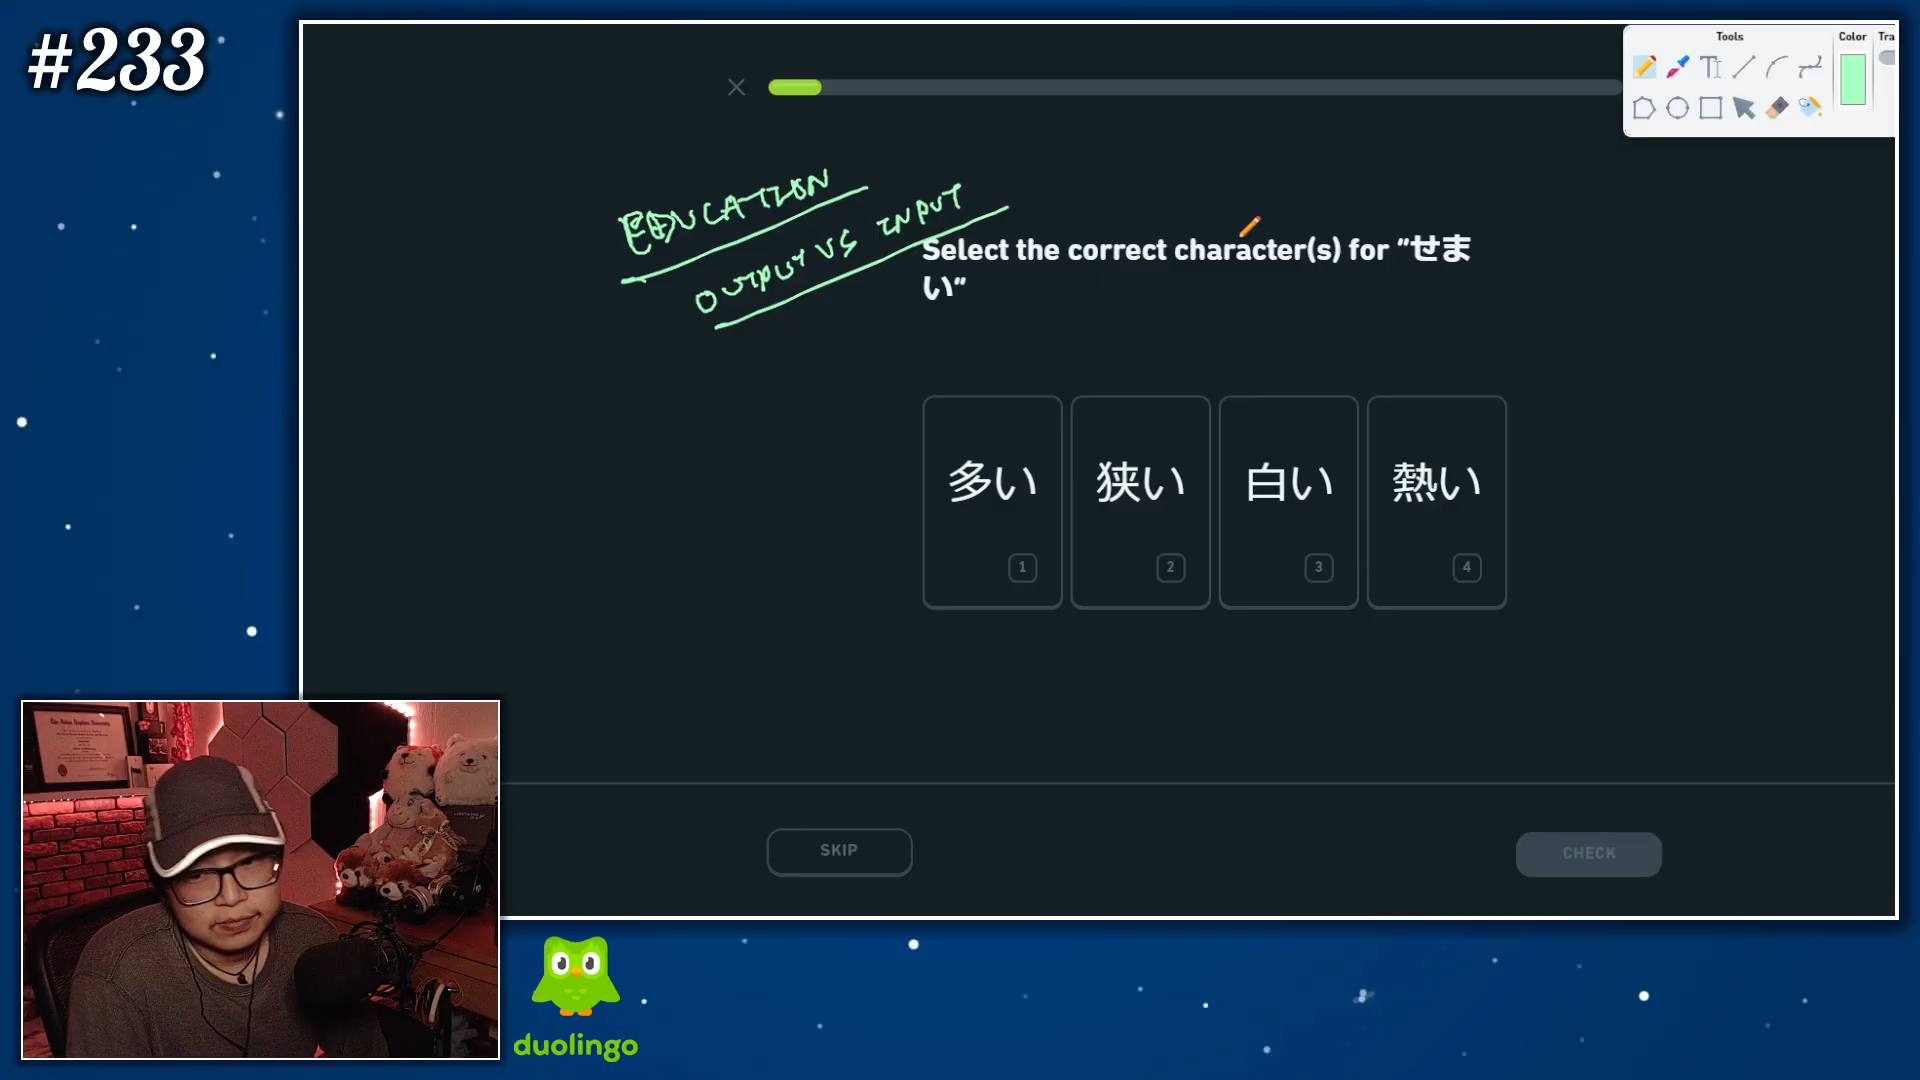 #233
Tools
Color
Tra
EDUCATION
OUTPUT VS INPUT
Select the correct character(s) for "せま
い"
多い
狭い
白い
熱い
1
2
3
4
SKIP
CHECK
duolingo